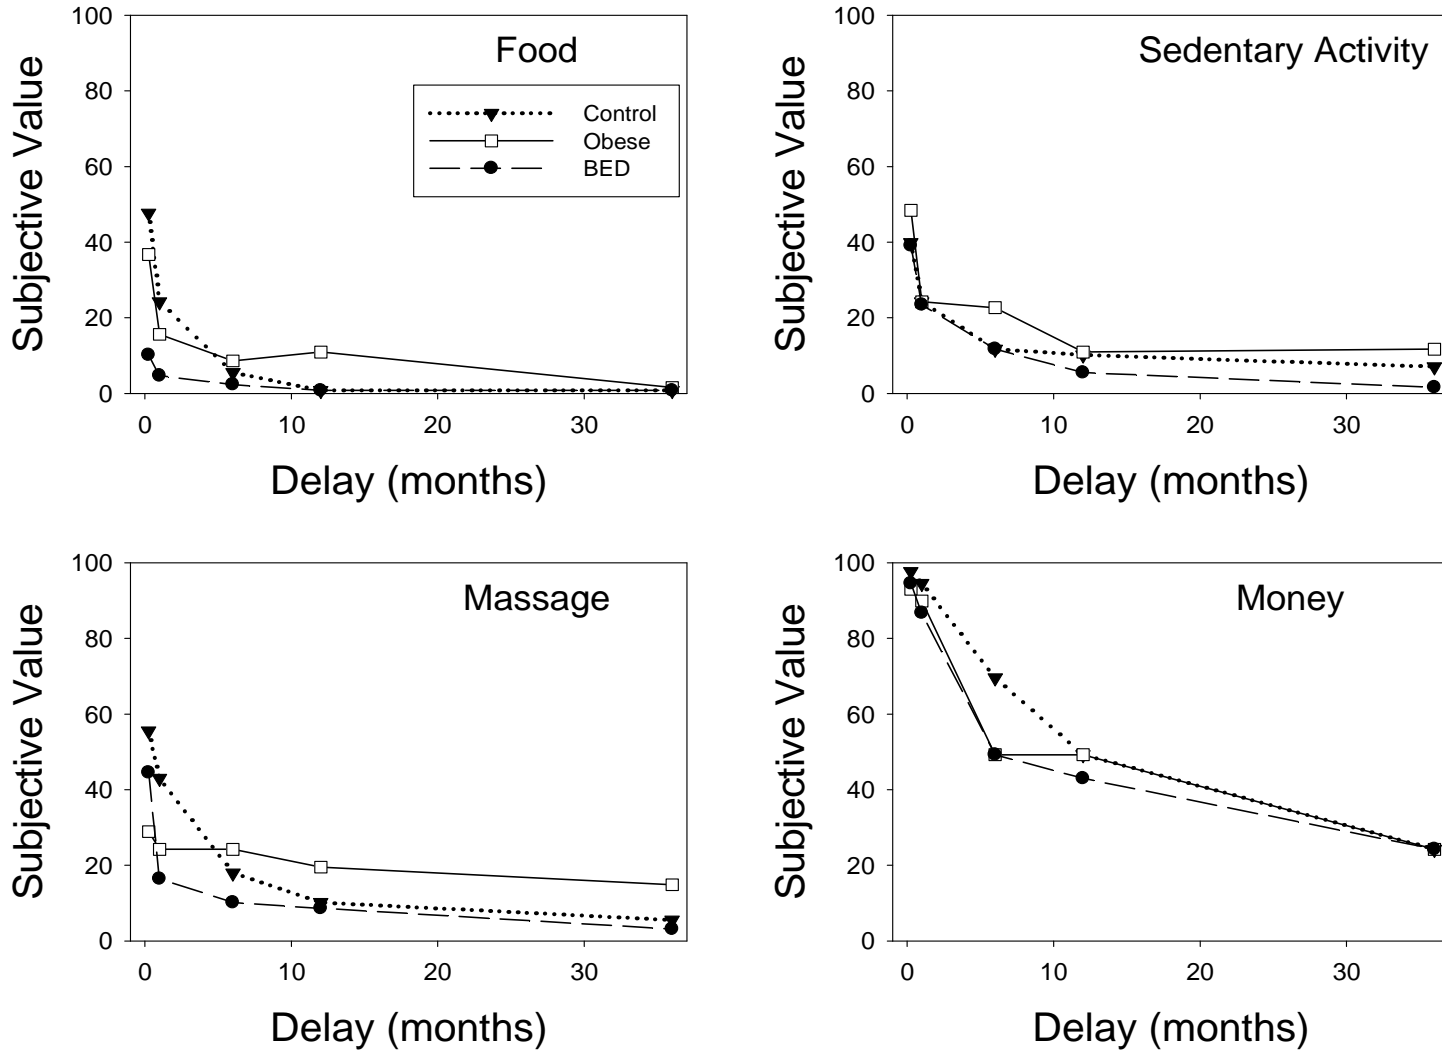 Food
Subjective Value
100
80
60
40
20
0
Control
Obese
BED
0 10 20 30
Delay (months)
Sedentary Activity
Subjective Value
100
80
60
40
20
0
0 10 20 30
Delay (months)
Massage
Subjective Value
100
80
60
40
20
0
0 10 20 30
Delay (months)
Money
Subjective Value
100
80
60
40
20
0
0 10 20 30
Delay (months)